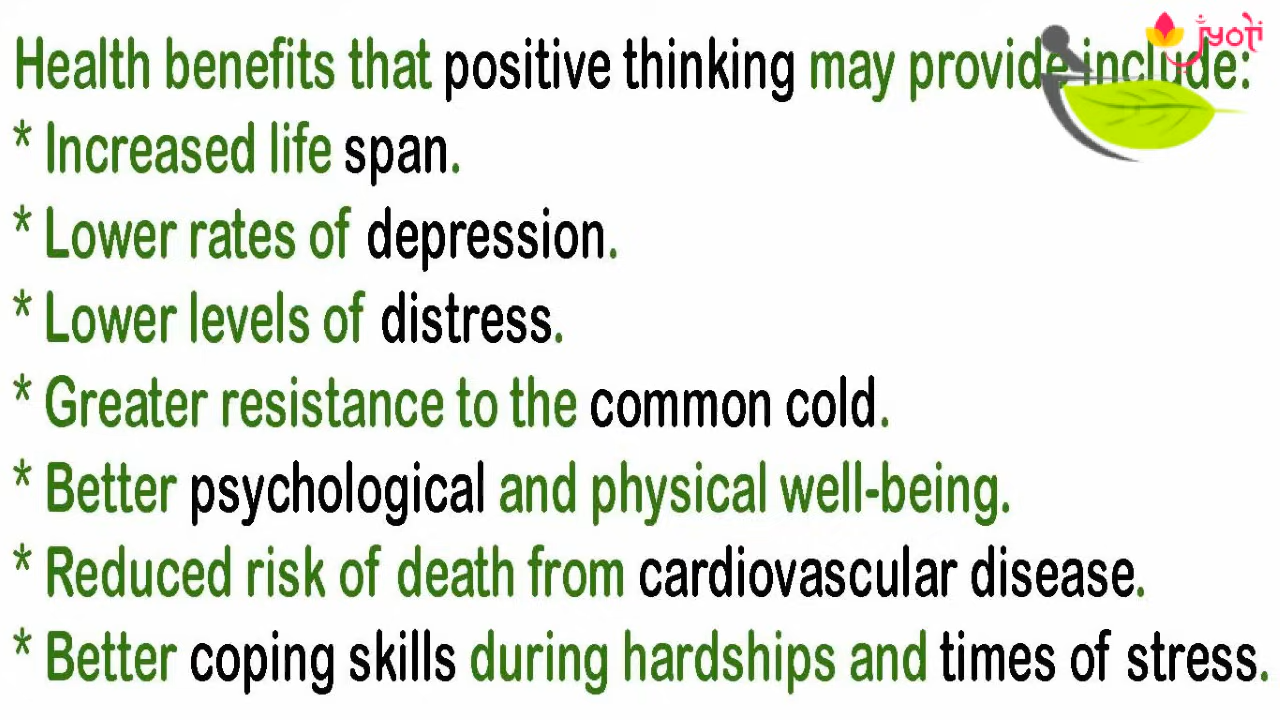 Health benefits that positive thinking may provide include:
* Increased life span.
* Lower rates of depression.
* Lower levels of distress.
* Greater resistance to the common cold.
* Better psychological and physical well-being.
* Reduced risk of death from cardiovascular disease.
* Better coping skills during hardships and times of stress.
jyoti